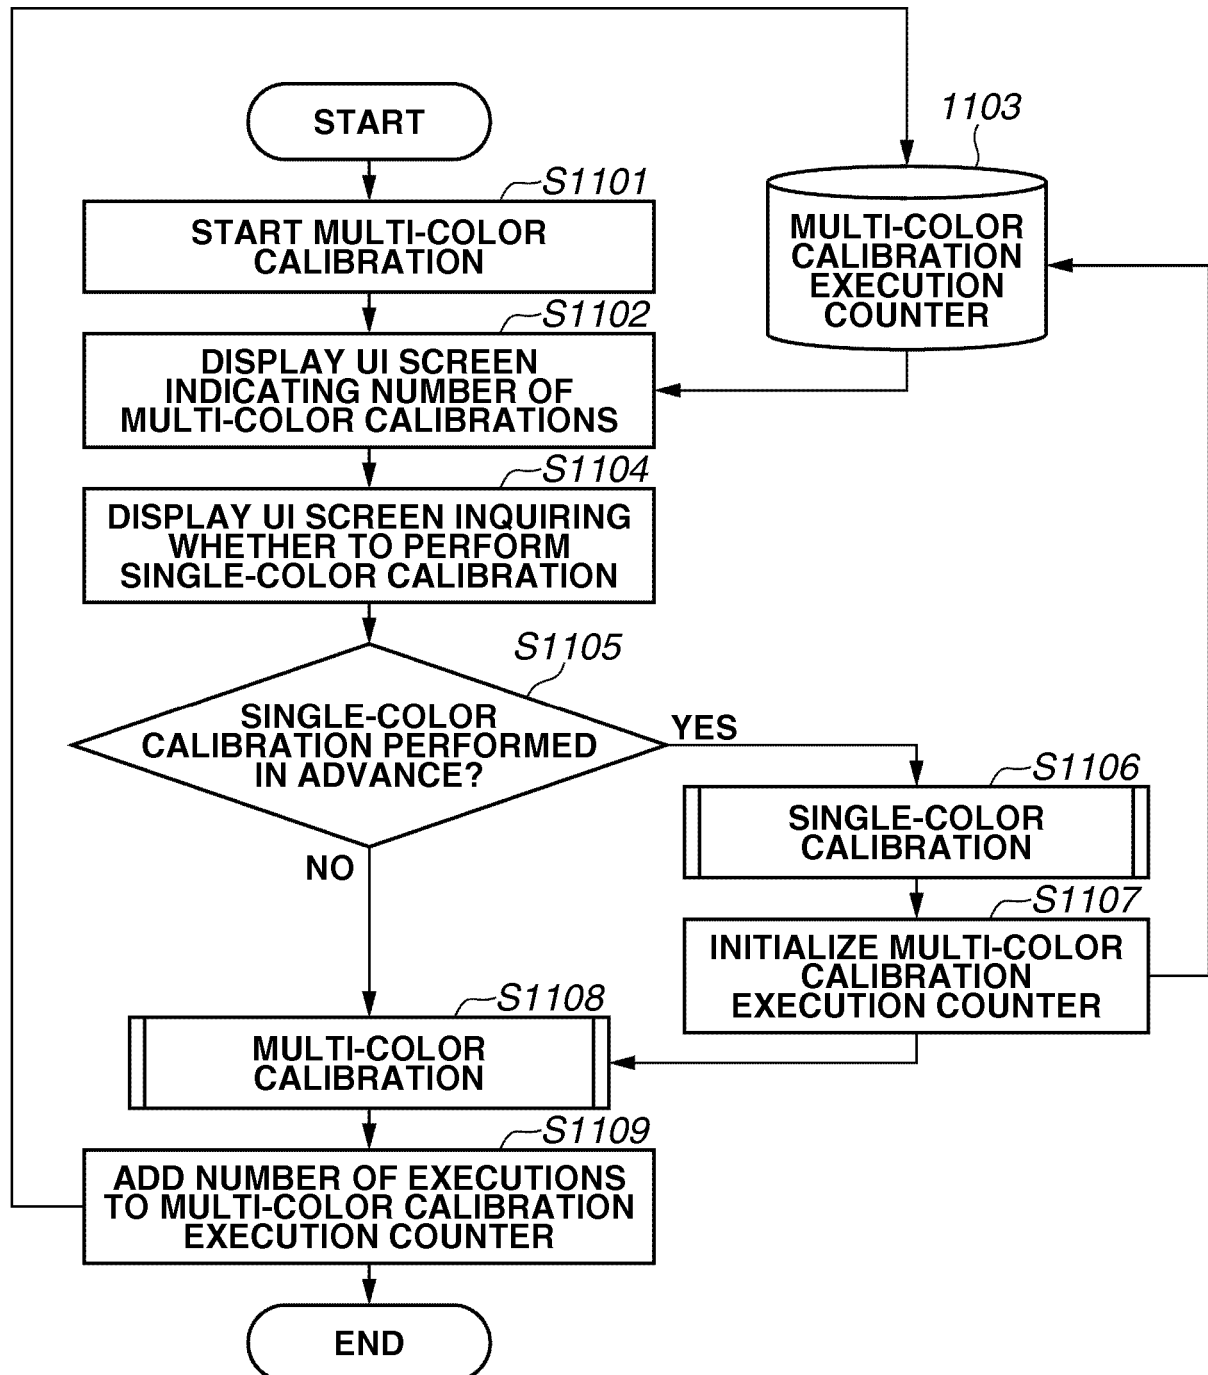 1103
START
S1101
START MULTI-COLOR
CALIBRATION
MULTI-COLOR
CALIBRATION
EXECUTION
COUNTER
S1102
DISPLAY UI SCREEN
INDICATING NUMBER OF
MULTI-COLOR CALIBRATIONS
S1104
DISPLAY UI SCREEN INQUIRING
WHETHER TO PERFORM
SINGLE-COLOR CALIBRATION
S1105
SINGLE-COLOR
CALIBRATION PERFORMED
IN ADVANCE?
YES
NO
S1106
SINGLE-COLOR
CALIBRATION
S1107
INITIALIZE MULTI-COLOR
CALIBRATION
EXECUTION COUNTER
S1108
MULTI-COLOR
CALIBRATION
S1109
ADD NUMBER OF EXECUTIONS
TO MULTI-COLOR CALIBRATION
EXECUTION COUNTER
END